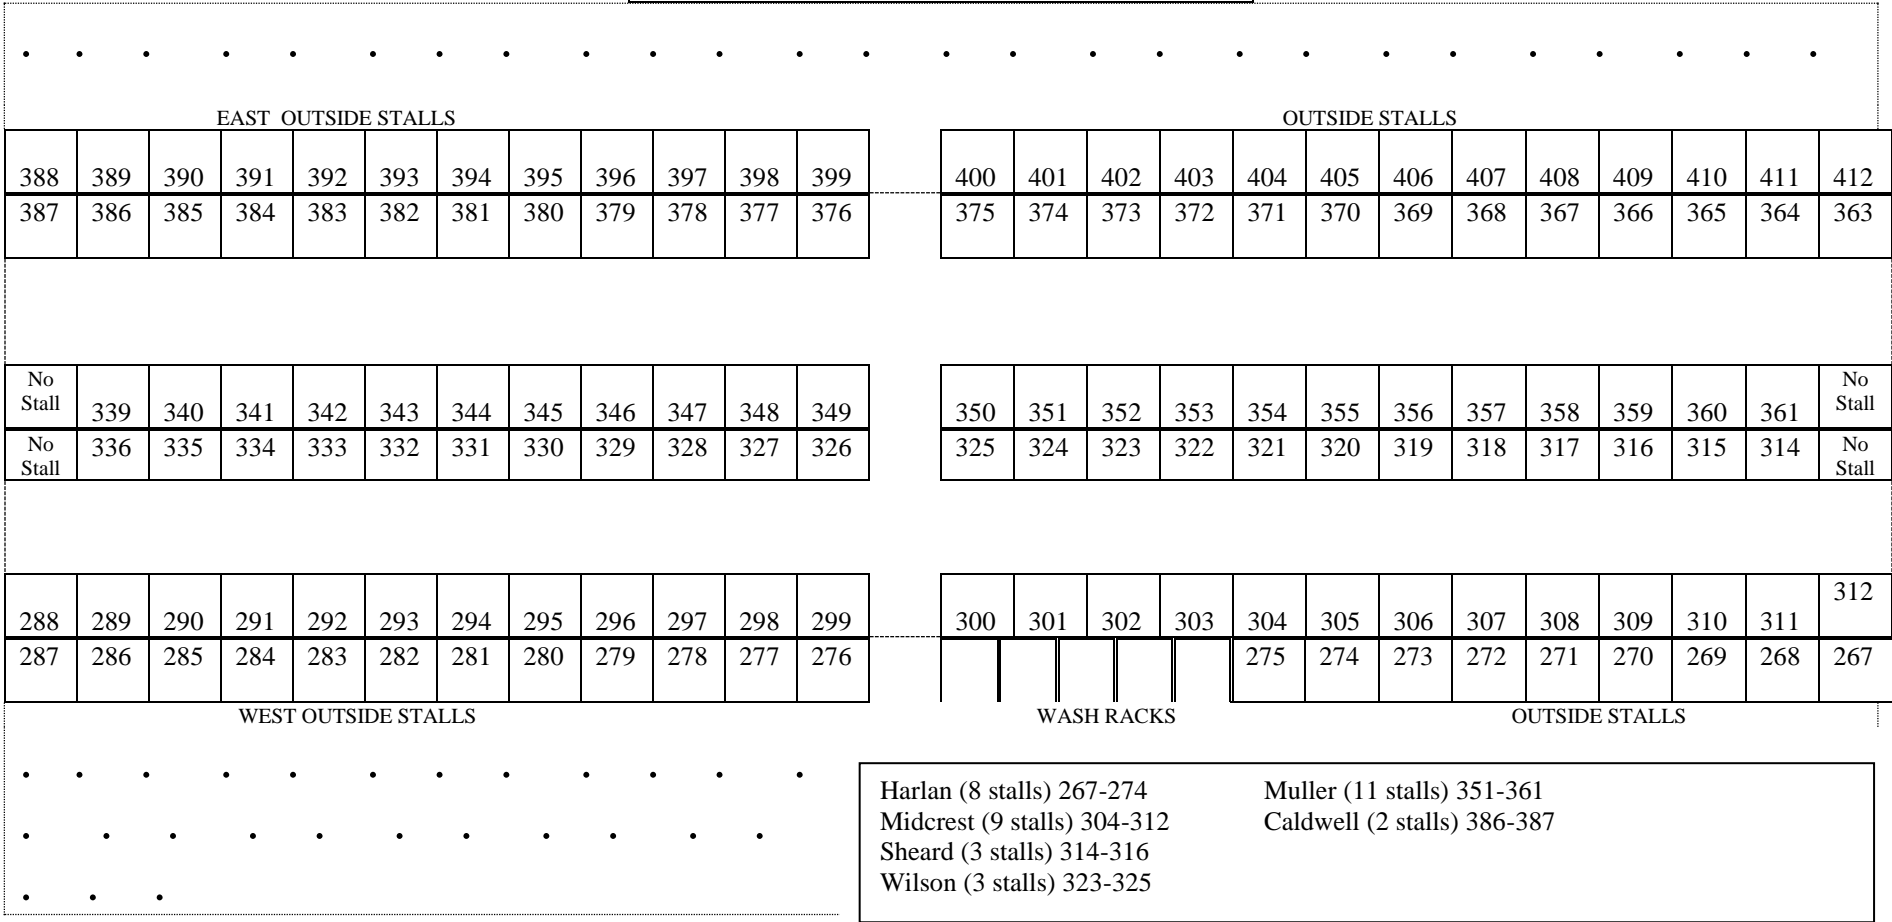 EAST OUTSIDE STALLS OUTSIDE STALLS
388 389 390 391 392 393 394 395 396 397 398 399 400 401 402 403 404 405 406 407 408 409 410 411 412
387 386 385 384 383 382 381 380 379 378 377 376 375 374 373 372 371 370 369 368 367 366 365 364 363
No Stall 339 340 341 342 343 344 345 346 347 348 349 350 351 352 353 354 355 356 357 358 359 360 361 No Stall
No Stall 336 335 334 333 332 331 330 329 328 327 326 325 324 323 322 321 320 319 318 317 316 315 314 No Stall
288 289 290 291 292 293 294 295 296 297 298 299 300 301 302 303 304 305 306 307 308 309 310 311 312
287 286 285 284 283 282 281 280 279 278 277 276 275 274 273 272 271 270 269 268 267
WEST OUTSIDE STALLS WASH RACKS OUTSIDE STALLS
Harlan (8 stalls) 267-274 Muller (11 stalls) 351-361
Midcrest (9 stalls) 304-312 Caldwell (2 stalls) 386-387
Sheard (3 stalls) 314-316
Wilson (3 stalls) 323-325